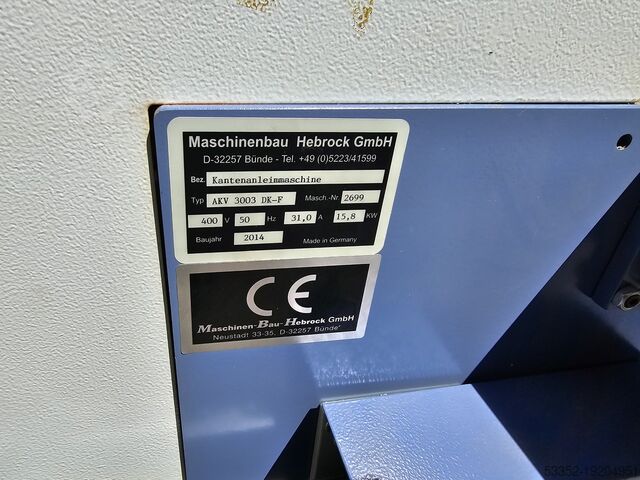 Maschinenbau Hebrock GmbH
D-32257 Bünde - Tel. +49 (0)5223/41599
Bez. Kantenanleimmaschine
Typ AKV 3003 DK-F Masch.-Nr. 2699
400 V 50 Hz 31,0 A 15,8 KW
Baujahr 2014 Made in Germany
CE
Maschinen-Bau-Hebrock GmbH
Neustadt 33-35, D-32257 Bünde
53352-19204951